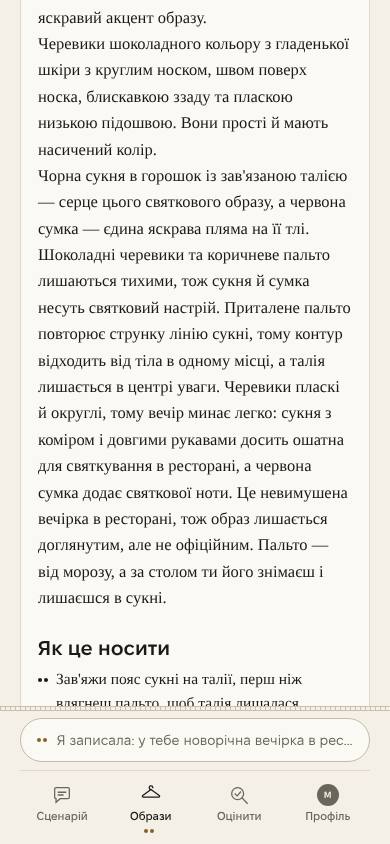 яскравий акцент образу.
Черевики шоколадного кольору з гладенької
шкіри з круглим носком, швом поверх
носка, блискавкою ззаду та пласкою
низькою підошвою. Вони прості й мають
насичений колір.
Чорна сукня в горошок із зав'язаною талією
— серце цього святкового образу, а червона
сумка — єдина яскрава пляма на її тлі.
Шоколадні черевики та коричневе пальто
лишаються тихими, тож сукня й сумка
несуть святковий настрій. Приталене пальто
повторює струнку лінію сукні, тому контур
відходить від тіла в одному місці, а талія
лишається в центрі уваги. Черевики пласкі
й округлі, тому вечір минає легко: сукня з
коміром і довгими рукавами досить ошатна
для святкування в ресторані, а червона
сумка додає святкової ноти. Це невимушена
вечірка в ресторані, тож образ лишається
доглянутим, але не офіційним. Пальто —
від морозу, а за столом ти його знімаєш і
лишаєшся в сукні.
Як це носити
•• Зав'яжи пояс сукні на талії, перш ніж
вдягнеш пальто, щоб талія лишалася
Я записала: у тебе новорічна вечірка в рес...
Сценарій
Образи
Оцінити
М
Профіль